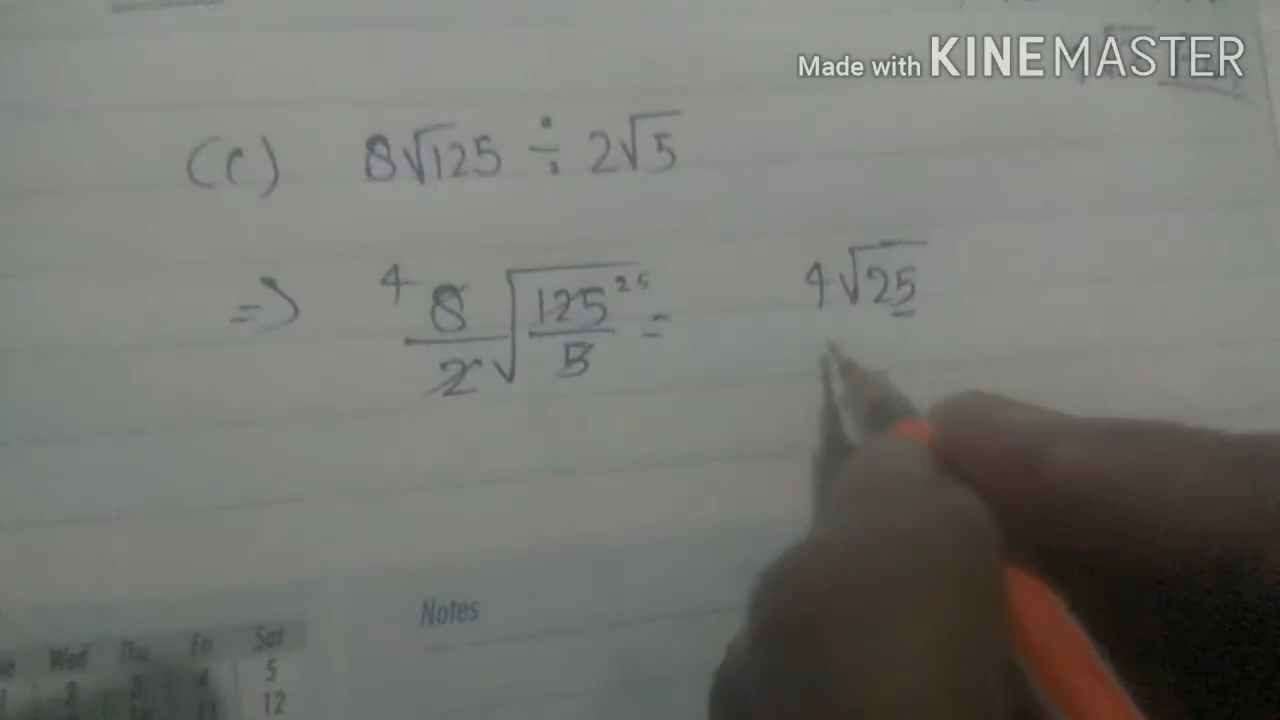 Made with KINEMASTER
(c) 8√125 ÷ 2√5
=> 4 8/2 √125/5 25 = 4√25
Notes
Wed Fri Sat
5
12